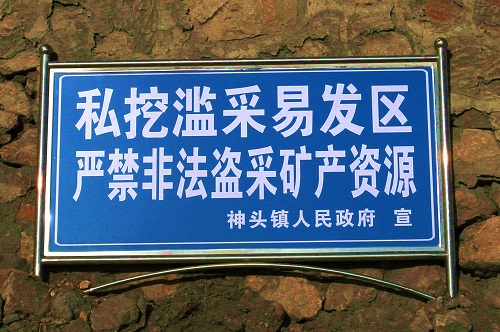 私挖滥采易发区
严禁非法盗采矿产资源
神头镇人民政府 宣